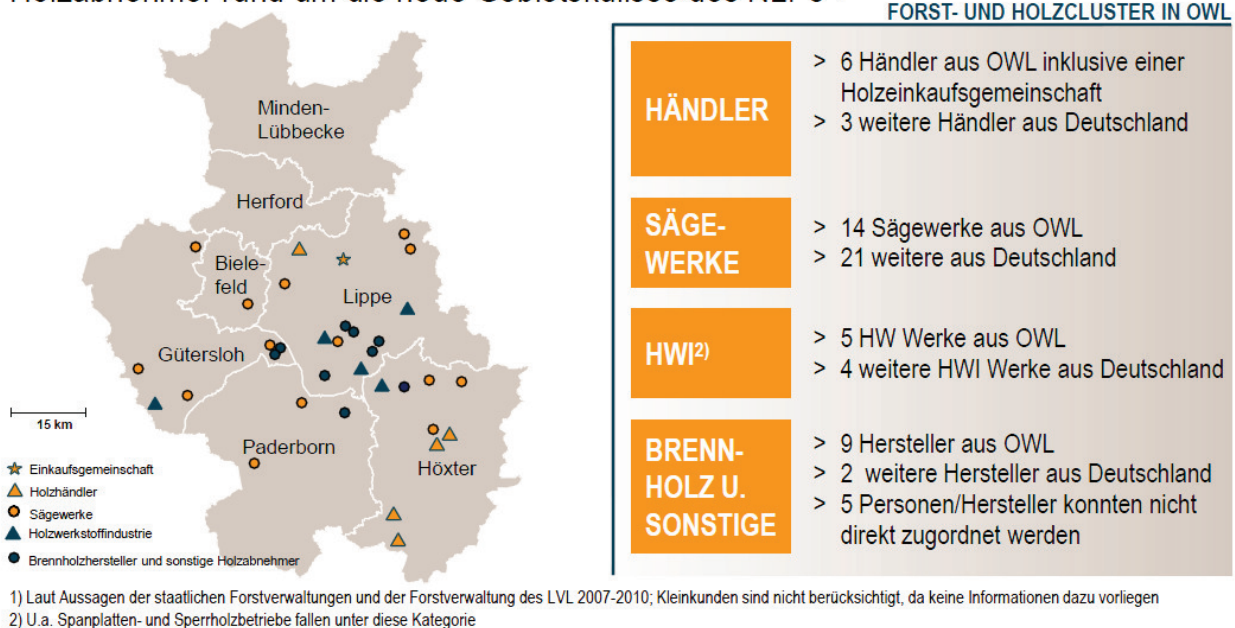 FORST- UND HOLZCLUSTER IN OWL
Minden-
Lübbecke
Herford
Biele-
feld
Lippe
Gütersloh
Paderborn
Höxter
15 km
Einkaufsgemeinschaft
Holzhändler
Sägewerke
Holzwerkstoffindustrie
Brennholzhersteller und sonstige Holzabnehmer
HÄNDLER
> 6 Händler aus OWL inklusive einer
Holzeinkaufsgemeinschaft
> 3 weitere Händler aus Deutschland
SÄGE-
WERKE
> 14 Sägewerke aus OWL
> 21 weitere aus Deutschland
HWI2)
> 5 HW Werke aus OWL
> 4 weitere HWI Werke aus Deutschland
BRENN-
HOLZ U.
SONSTIGE
> 9 Hersteller aus OWL
> 2 weitere Hersteller aus Deutschland
> 5 Personen/Hersteller konnten nicht
direkt zugordnet werden
1) Laut Aussagen der staatlichen Forstverwaltungen und der Forstverwaltung des LVL 2007-2010; Kleinkunden sind nicht berücksichtigt, da keine Informationen dazu vorliegen
2) U.a. Spanplatten- und Sperrholzbetriebe fallen unter diese Kategorie